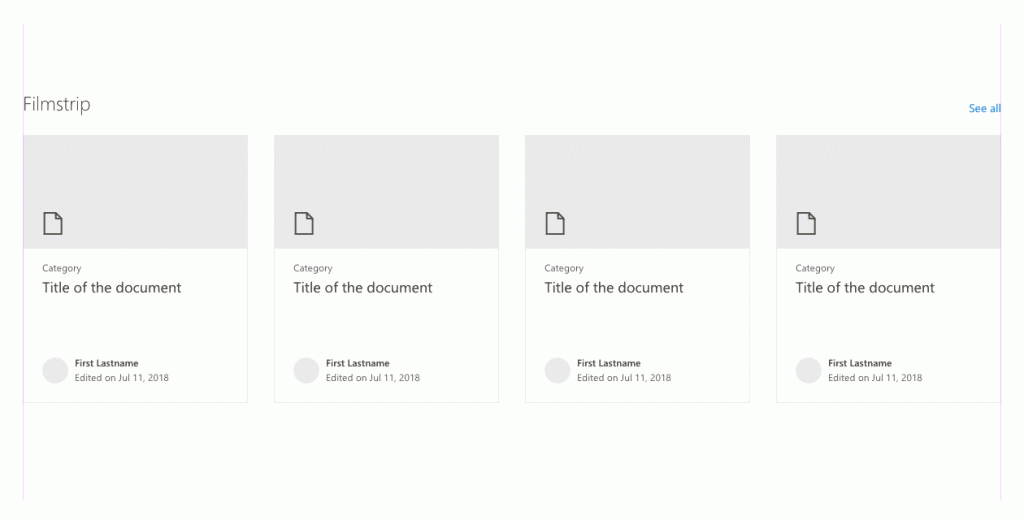 Filmstrip
See all
Category
Title of the document
First Lastname
Edited on Jul 11, 2018
Category
Title of the document
First Lastname
Edited on Jul 11, 2018
Category
Title of the document
First Lastname
Edited on Jul 11, 2018
Category
Title of the document
First Lastname
Edited on Jul 11, 2018